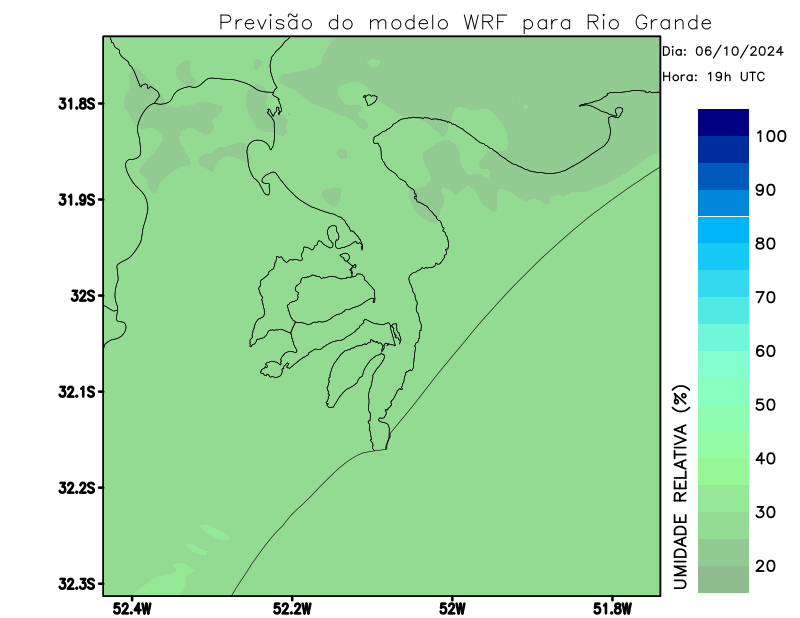 Previsão do modelo WRF para Rio Grande
Dia: 06/10/2024
Hora: 19h UTC
31.8S
31.9S
32S
32.1S
32.2S
32.3S
52.4W
52.2W
52W
51.8W
UMIDADE RELATIVA (%)
100
90
80
70
60
50
40
30
20